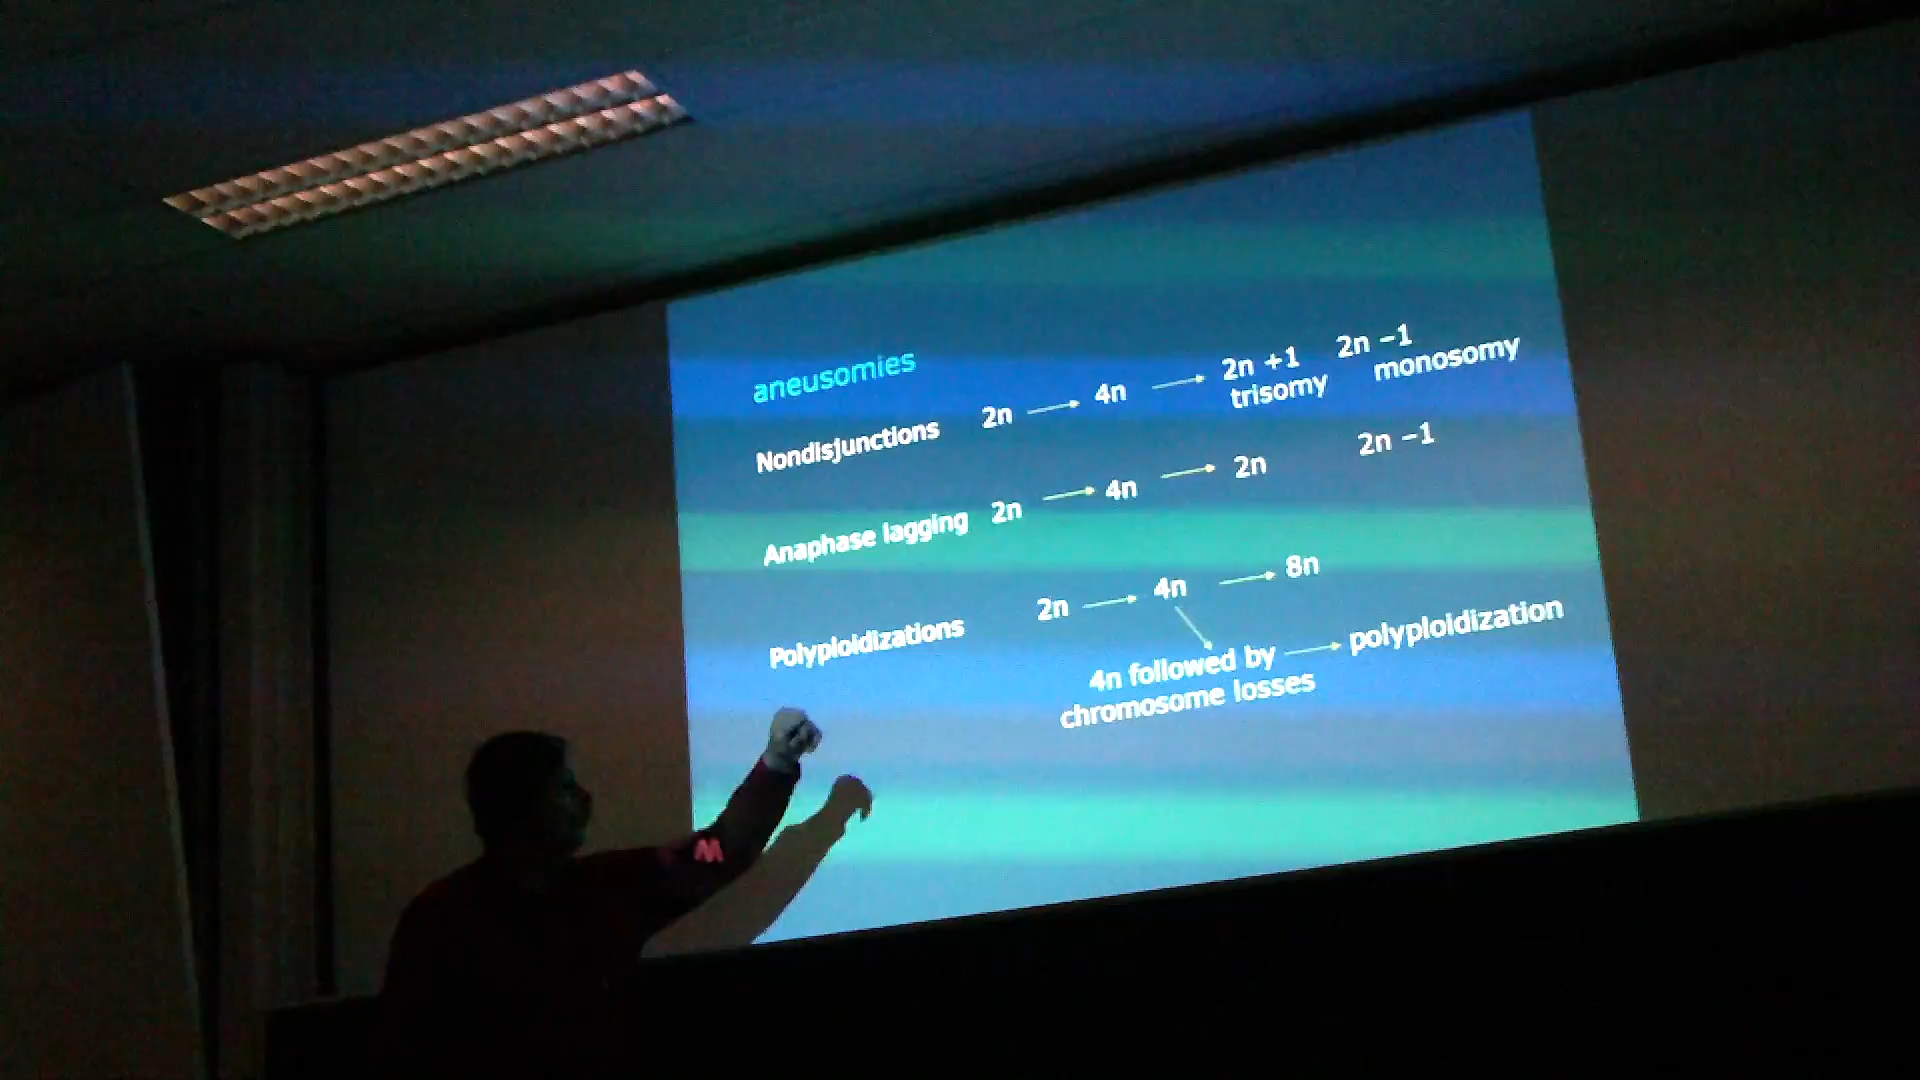 aneusomies
Nondisjunctions 2n → 4n → 2n +1 2n −1
trisomy monosomy
Anaphase lagging 2n → 4n → 2n 2n −1
Polyploidizations 2n → 4n → 8n
4n followed by → polyploidization
chromosome losses
M